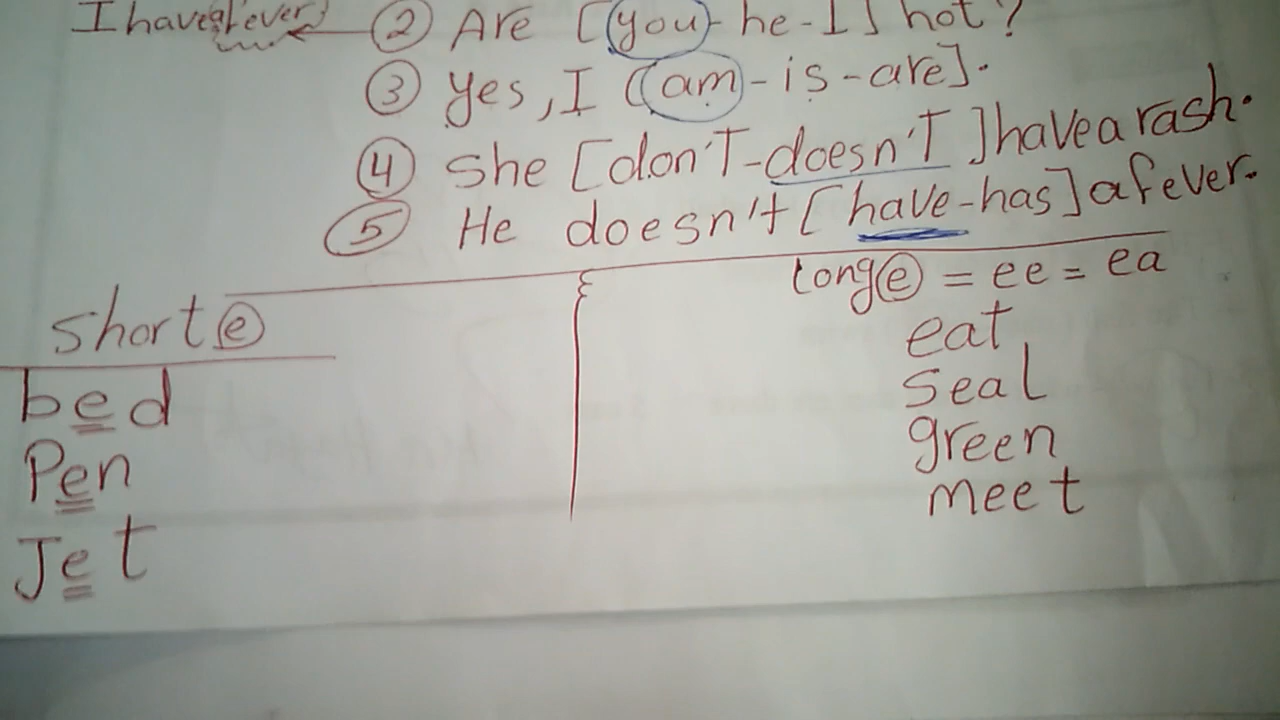 I have a fever
② Are [you - he - I] hot?
③ Yes, I [am - is - are].
④ She [don'T - doesn'T] have a rash.
⑤ He doesn't [have - has] a fever.
short ⓔ
bed
Pen
Jet
long ⓔ = ee = ea
eat
seal
green
meet